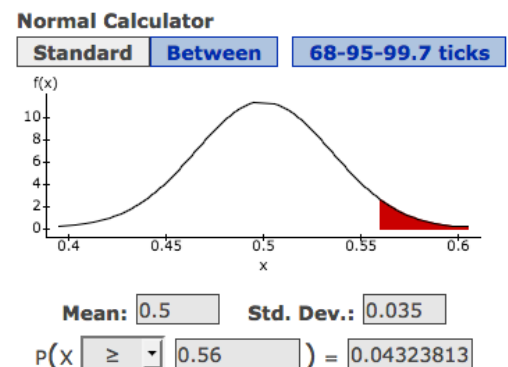 Normal Calculator
Standard Between 68-95-99.7 ticks
f(x)
10
8
6
4
2
0
0.4 0.45 0.5 0.55 0.6
x
Mean: 0.5 Std. Dev.: 0.035
P(X ≥ 0.56 ) = 0.04323813